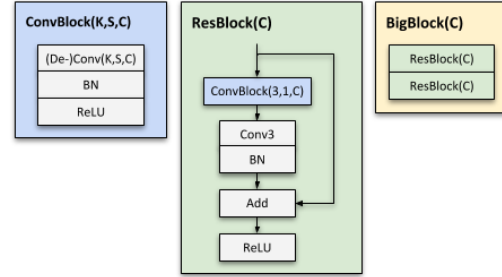 ConvBlock(K,S,C)
(De-)Conv(K,S,C)
BN
ReLU
ResBlock(C)
ConvBlock(3,1,C)
Conv3
BN
Add
ReLU
BigBlock(C)
ResBlock(C)
ResBlock(C)